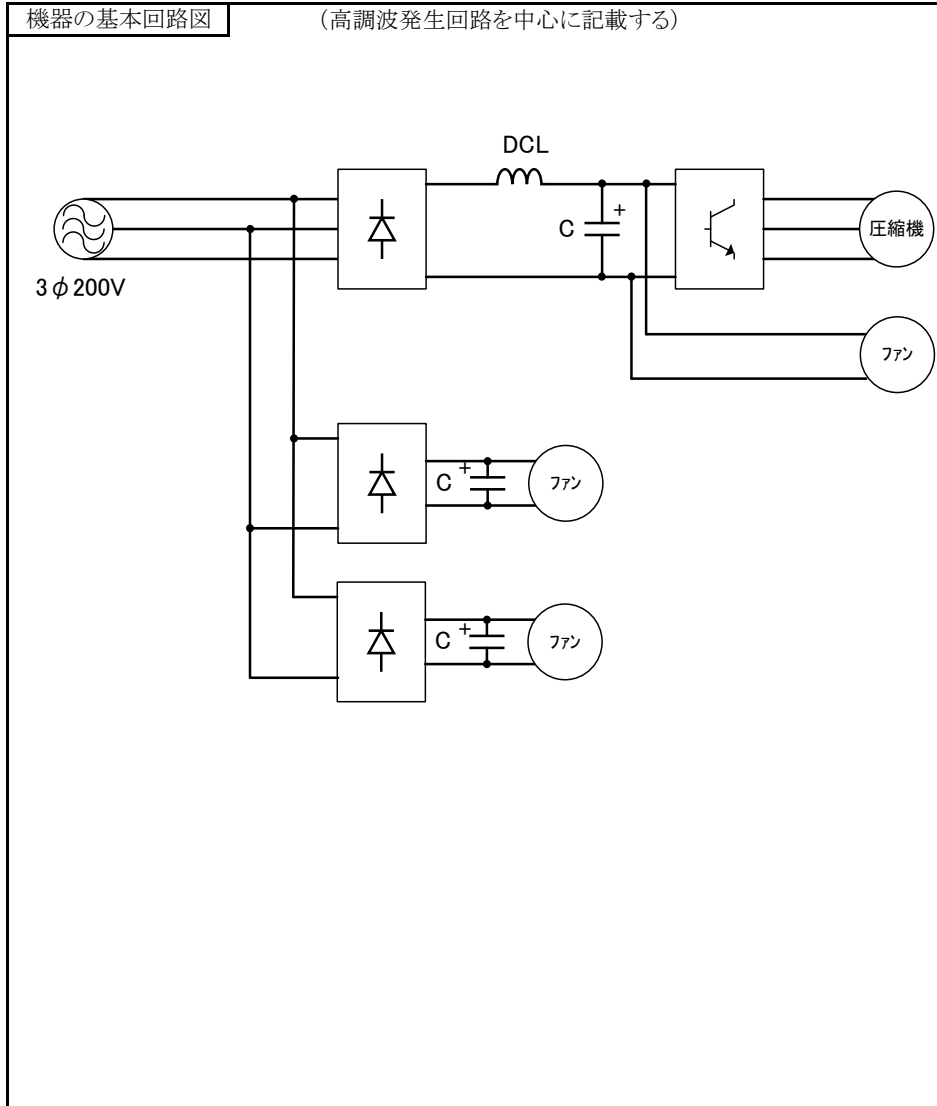 機器の基本回路図
(高調波発生回路を中心に記載する)
DCL
C
+
圧縮機
3φ200V
ファン
C
+
ファン
C
+
ファン